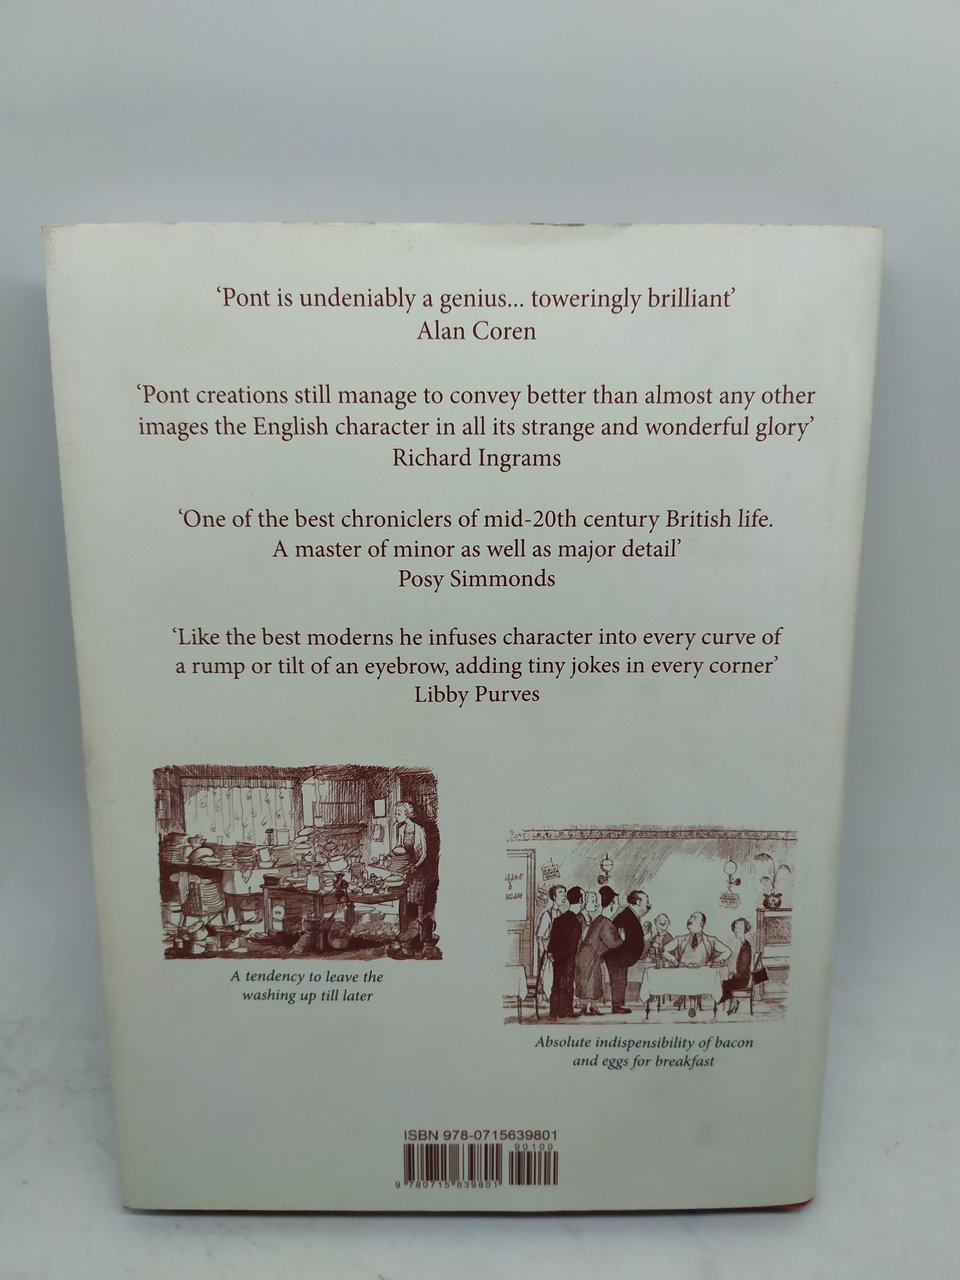 ‘Pont is undeniably a genius... toweringly brilliant’
Alan Coren
‘Pont creations still manage to convey better than almost any other
images the English character in all its strange and wonderful glory’
Richard Ingrams
‘One of the best chroniclers of mid-20th century British life.
A master of minor as well as major detail’
Posy Simmonds
‘Like the best moderns he infuses character into every curve of
a rump or tilt of an eyebrow, adding tiny jokes in every corner’
Libby Purves
A tendency to leave the
washing up till later
PONT
Absolute indispensibility of bacon
and eggs for breakfast
ISBN 978-0715639801
90100
9 780715 639801